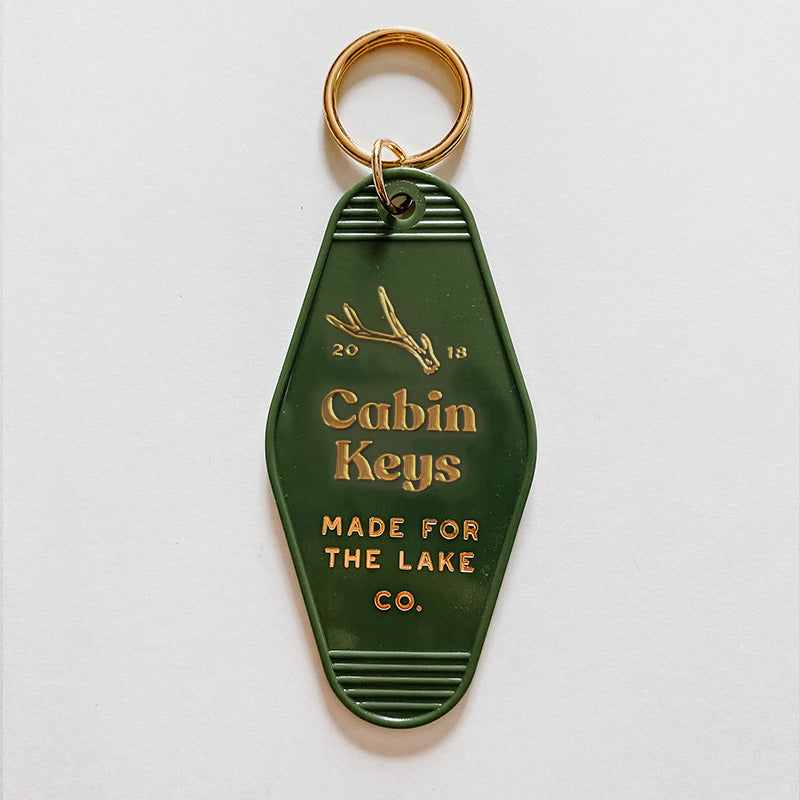 20 18
Cabin
Keys
MADE FOR
THE LAKE
CO.